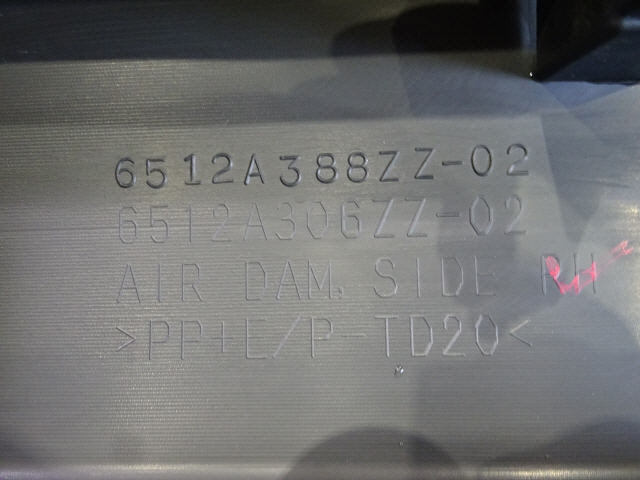 6512A388ZZ-02
6512A306ZZ-02
AIR DAM, SIDE RH
>PP+E/P-TD20<